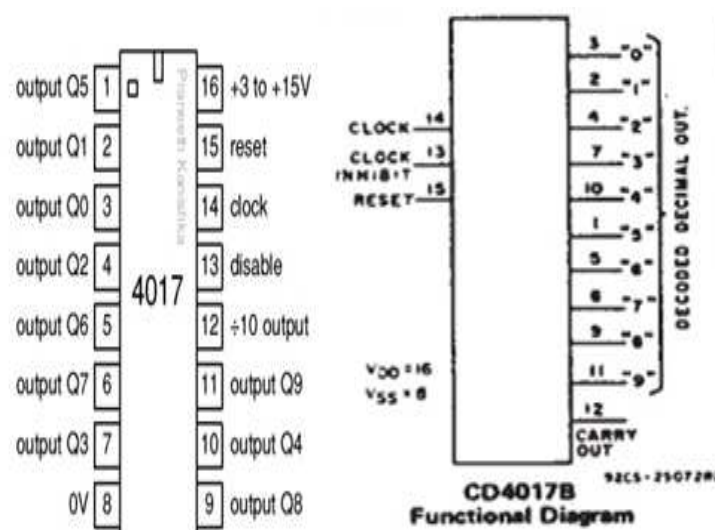 output Q5 1 16 +3 to +15V
output Q1 2 15 reset
output Q0 3 14 clock
output Q2 4 13 disable
4017
output Q6 5 12 ÷10 output
output Q7 6 11 output Q9
output Q3 7 10 output Q4
0V 8 9 output Q8
3 "0"
2 "1"
CLOCK 14 4 "2"
CLOCK INHIBIT 13 7 "3"
RESET 15 10 "4"
1 "5"
5 "6"
6 "7"
9 "8"
VDD = 16
11 "9"
VSS = 8
12
CARRY
OUT
DECODED DECIMAL OUT.
CD4017B
Functional Diagram